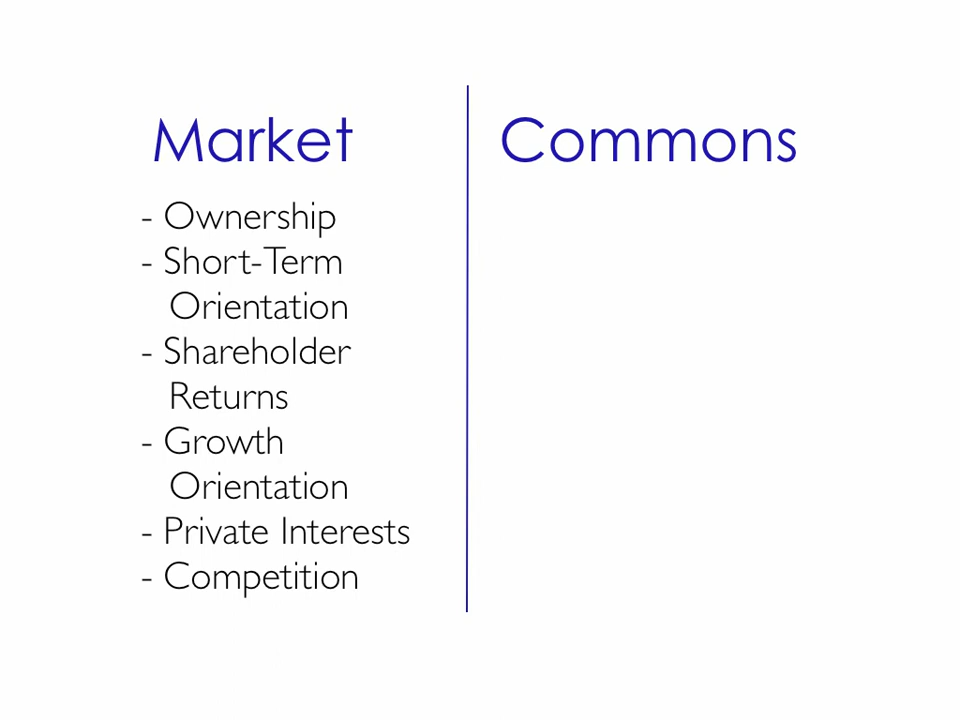 Market
Commons
- Ownership
- Short-Term
Orientation
- Shareholder
Returns
- Growth
Orientation
- Private Interests
- Competition